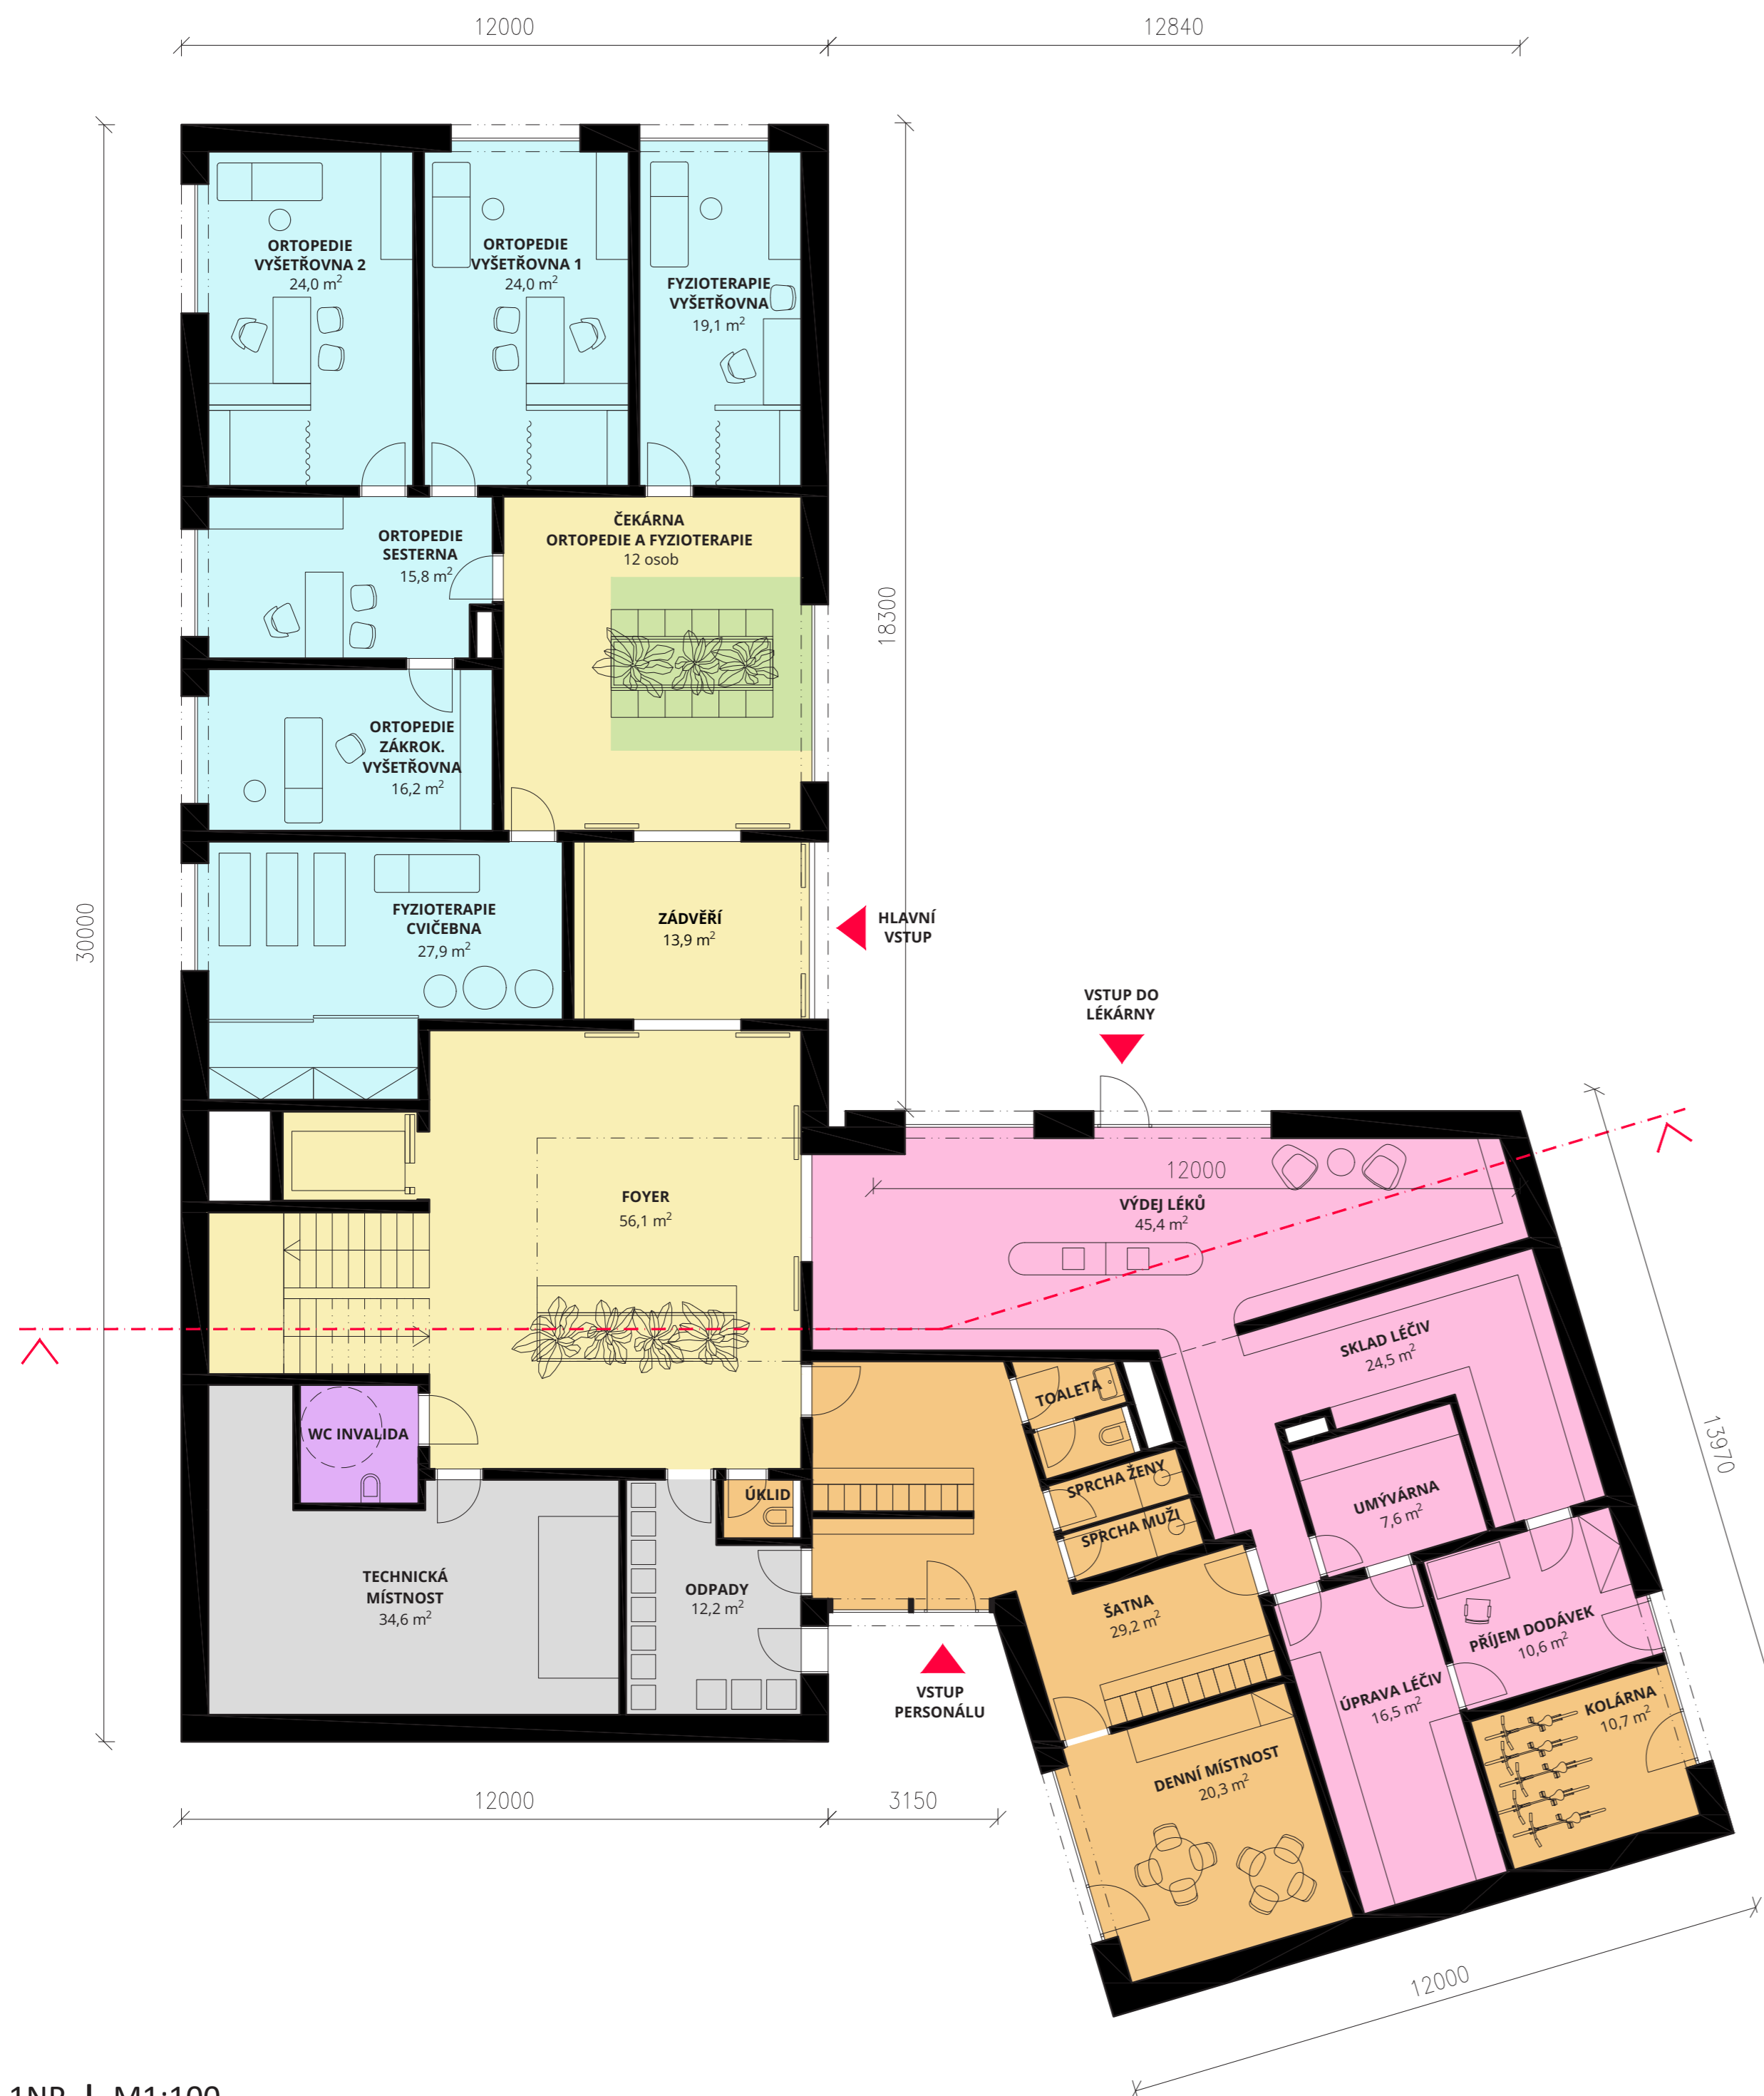 12000
12840
ORTOPEDIE
VYŠETŘOVNA 2
24,0 m²
ORTOPEDIE
VYŠETŘOVNA 1
24,0 m²
FYZIOTERAPIE
VYŠETŘOVNA
19,1 m²
ORTOPEDIE
SESTERNA
15,8 m²
ČEKÁRNA
ORTOPEDIE A FYZIOTERAPIE
12 osob
18300
ORTOPEDIE
ZÁKROK.
VYŠETŘOVNA
16,2 m²
30000
FYZIOTERAPIE
CVIČEBNA
27,9 m²
ZÁDVĚŘÍ
13,9 m²
HLAVNÍ
VSTUP
VSTUP DO
LÉKÁRNY
12000
FOYER
56,1 m²
VÝDEJ LÉKŮ
45,4 m²
SKLAD LÉČIV
24,5 m²
13970
TOALETA
WC INVALIDA
SPRCHA ŽENY
SPRCHA MUŽI
ÚKLID
UMÝVÁRNA
7,6 m²
TECHNICKÁ
MÍSTNOST
34,6 m²
ODPADY
12,2 m²
ŠATNA
29,2 m²
PŘÍJEM DODÁVEK
10,6 m²
VSTUP
PERSONÁLU
ÚPRAVA LÉČIV
16,5 m²
KOLÁRNA
10,7 m²
DENNÍ MÍSTNOST
20,3 m²
12000
3150
12000
1NP | M1:100